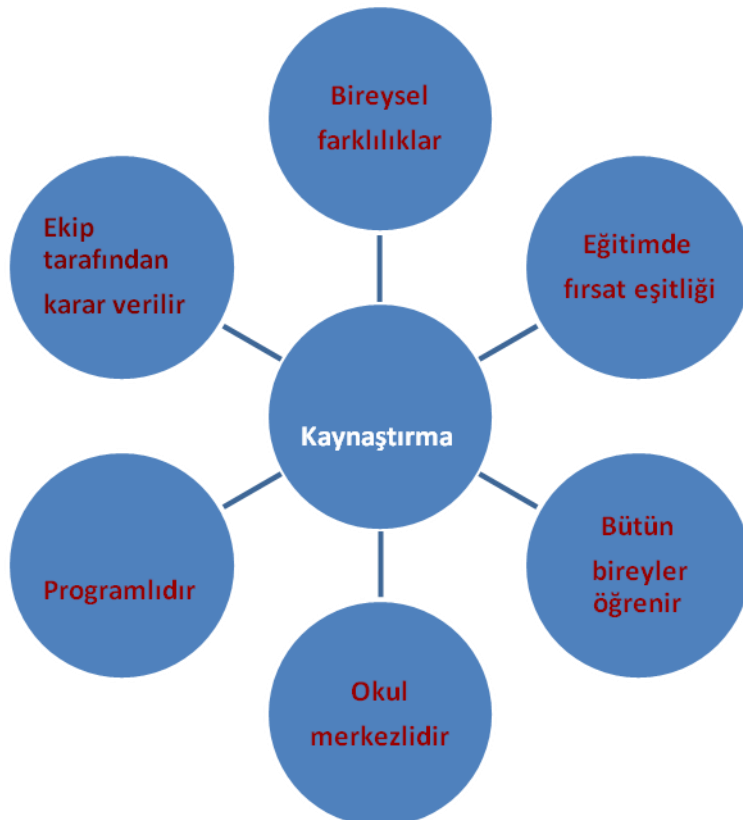 Bireysel
farklılıklar
Eğitimde
fırsat eşitliği
Bütün
bireyler
öğrenir
Okul
merkezlidir
Programlıdır
Ekip
tarafından
karar verilir
Kaynaştırma